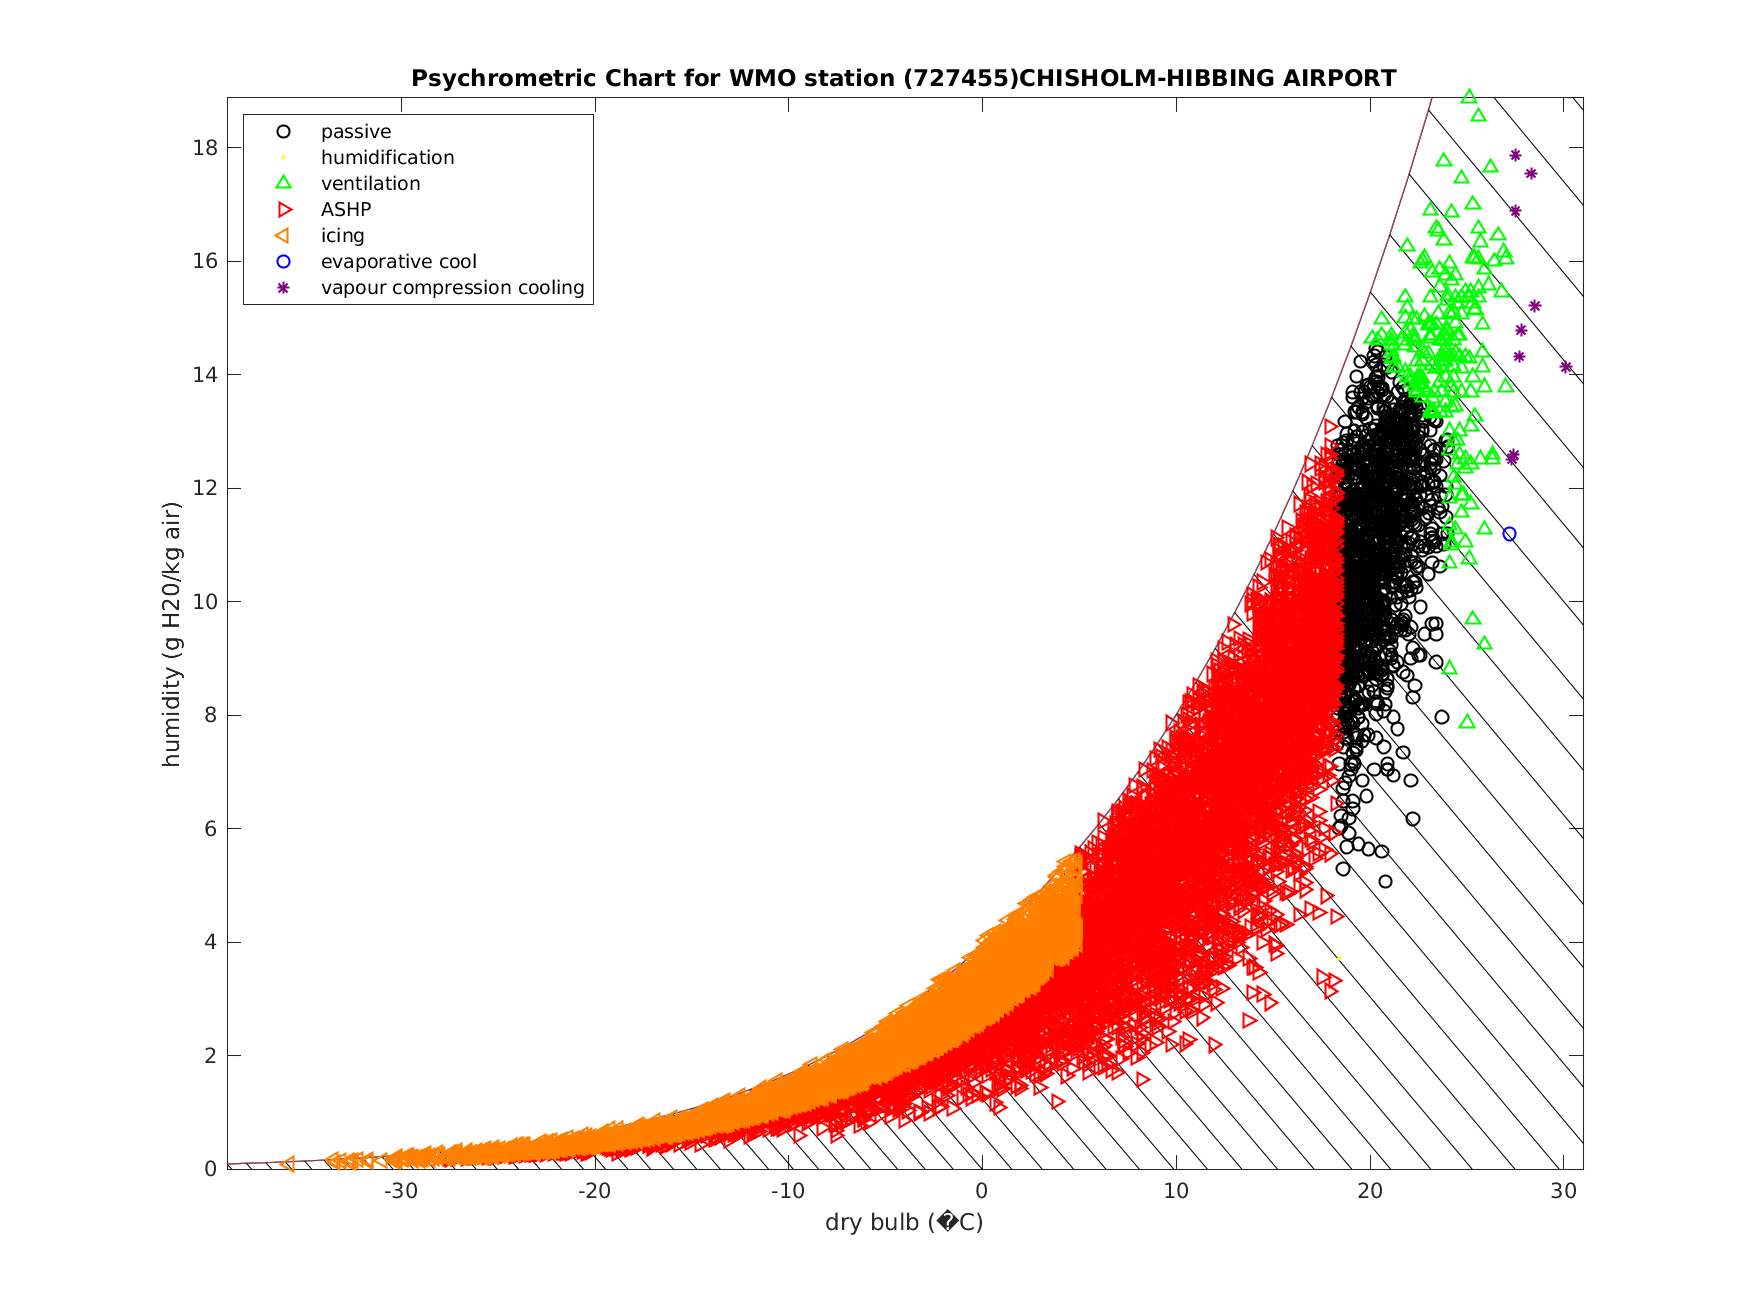 Psychrometric Chart for WMO station (727455)CHISHOLM-HIBBING AIRPORT
passive
humidification
ventilation
ASHP
icing
evaporative cool
vapour compression cooling
humidity (g H20/kg air)
18
16
14
12
10
8
6
4
2
0
-30 -20 -10 0 10 20 30
dry bulb (�C)